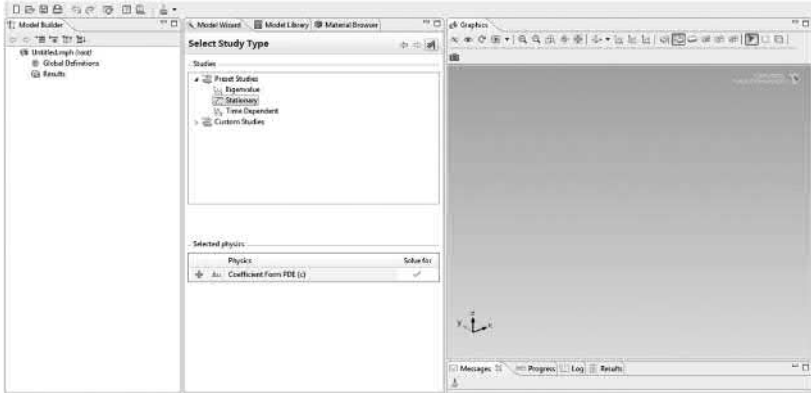 Model Builder
Untitled.mph (root)
Global Definitions
Results
Model Wizard
Model Library
Material Browser
Select Study Type
Studies
Preset Studies
Eigenvalue
Stationary
Time Dependent
Custom Studies
Selected physics
Physics
Solve for
Coefficient Form PDE (c)
Graphics
z
y
x
Messages
Progress
Log
Results